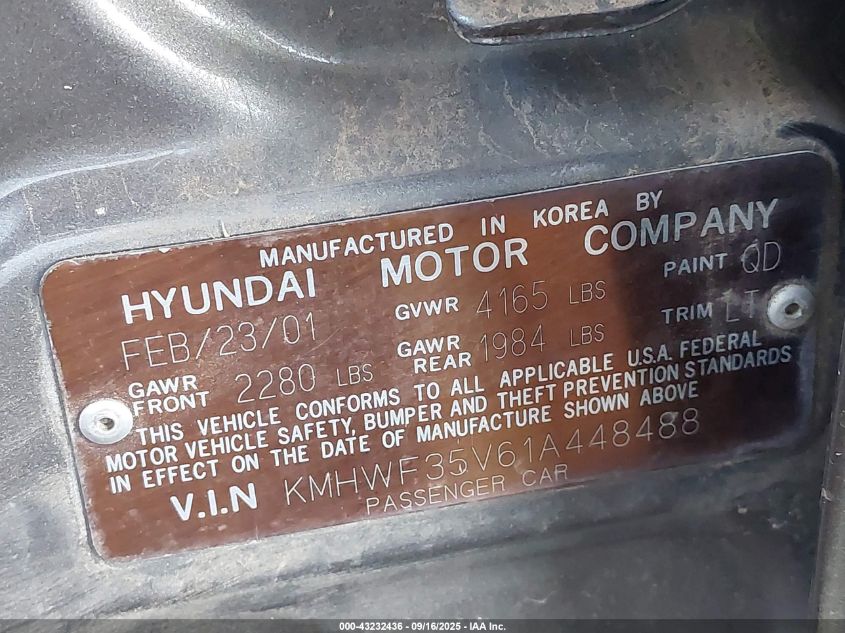 MANUFACTURED IN KOREA BY
HYUNDAI MOTOR COMPANY
FEB/23/01 GVWR 4165 LBS PAINT QD
GAWR FRONT 2280 LBS GAWR REAR 1984 LBS TRIM LT
THIS VEHICLE CONFORMS TO ALL APPLICABLE U.S.A. FEDERAL
MOTOR VEHICLE SAFETY, BUMPER AND THEFT PREVENTION STANDARDS
IN EFFECT ON THE DATE OF MANUFACTURE SHOWN ABOVE
V.I.N KMHWF35V61A448488
PASSENGER CAR
000-43232436 - 09/16/2025 - IAA Inc.